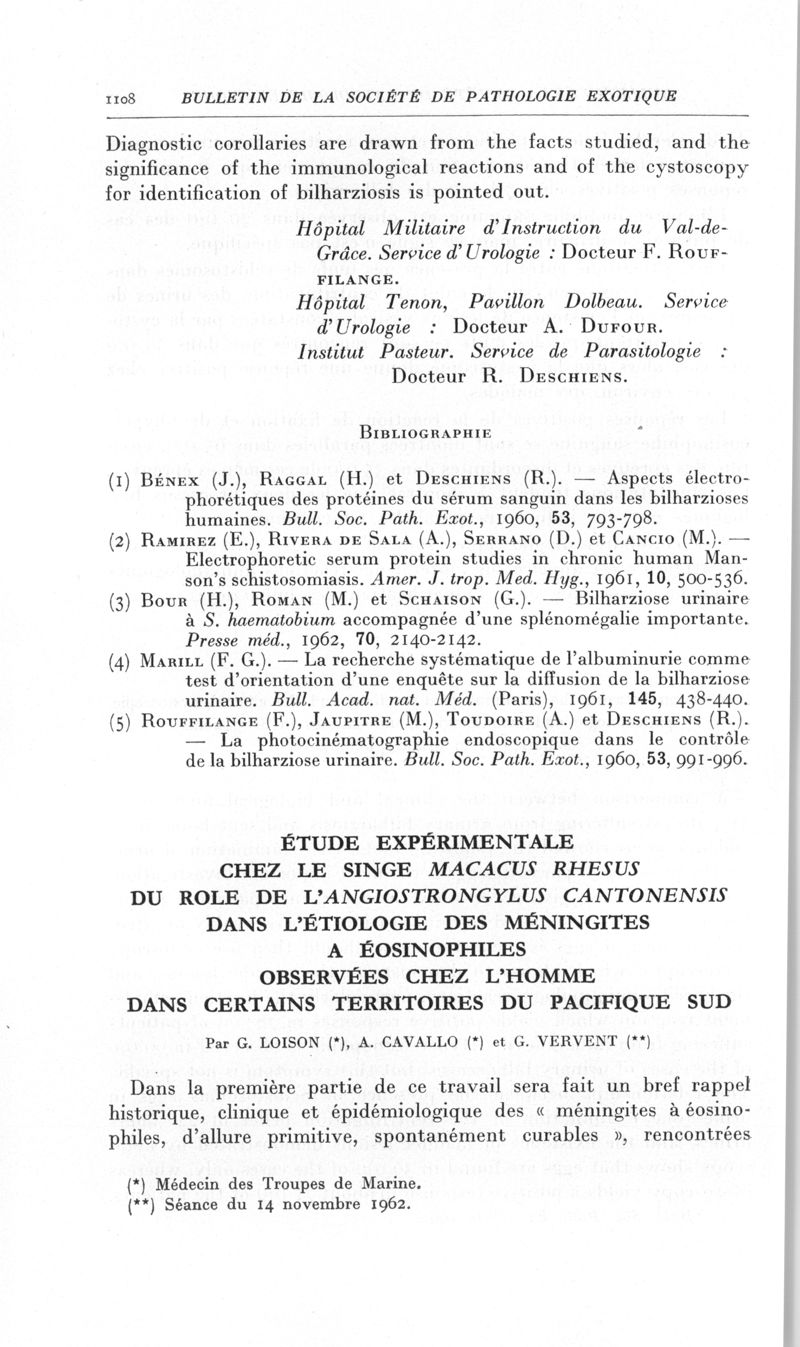 1108 BULLETIN DE LA SOCIÉTÉ DE PATHOLOGIE EXOTIQUE
Diagnostic corollaries are drawn from the facts studied, and the
significance of the immunological reactions and of the cystoscopy
for identification of bilharziosis is pointed out.
Hôpital Militaire d'Instruction du Val-de-
Grâce. Service d'Urologie : Docteur F. ROUF-
FILANGE.
Hôpital Tenon, Pavillon Dolbeau. Service
d'Urologie : Docteur A. DUFOUR.
Institut Pasteur. Service de Parasitologie :
Docteur R. DESCHIENS.
BIBLIOGRAPHIE
(1) BÉNEX (J.), RAGGAL (H.) et DESCHIENS (R.). — Aspects électro-
phorétiques des protéines du sérum sanguin dans les bilharzioses
humaines. Bull. Soc. Path. Exot., 1960, 53, 793-798.
(2) RAMIREZ (E.), RIVERA DE SALA (A.), SERRANO (D.) et CANCIO (M.). —
Electrophoretic serum protein studies in chronic human Man-
son's schistosomiasis. Amer. J. trop. Med. Hyg., 1961, 10, 500-536.
(3) BOUR (H.), ROMAN (M.) et SCHAISON (G.). — Bilharziose urinaire
à S. haematobium accompagnée d'une splénomégalie importante.
Presse méd., 1962, 70, 2140-2142.
(4) MARILL (F. G.). — La recherche systématique de l'albuminurie comme
test d'orientation d'une enquête sur la diffusion de la bilharziose
urinaire. Bull. Acad. nat. Méd. (Paris), 1961, 145, 438-440.
(5) ROUFFILANGE (F.), JAUPITRE (M.), TOUDOIRE (A.) et DESCHIENS (R.).
— La photocinématographie endoscopique dans le contrôle
de la bilharziose urinaire. Bull. Soc. Path. Exot., 1960, 53, 991-996.
ÉTUDE EXPÉRIMENTALE
CHEZ LE SINGE MACACUS RHESUS
DU ROLE DE L'ANGIOSTRONGYLUS CANTONENSIS
DANS L'ÉTIOLOGIE DES MÉNINGITES
A ÉOSINOPHILES
OBSERVÉES CHEZ L'HOMME
DANS CERTAINS TERRITOIRES DU PACIFIQUE SUD
Par G. LOISON (*), A. CAVALLO (*) et G. VERVENT (**)
Dans la première partie de ce travail sera fait un bref rappel
historique, clinique et épidémiologique des « méningites à éosino-
philes, d'allure primitive, spontanément curables », rencontrées
(*) Médecin des Troupes de Marine.
(**) Séance du 14 novembre 1962.